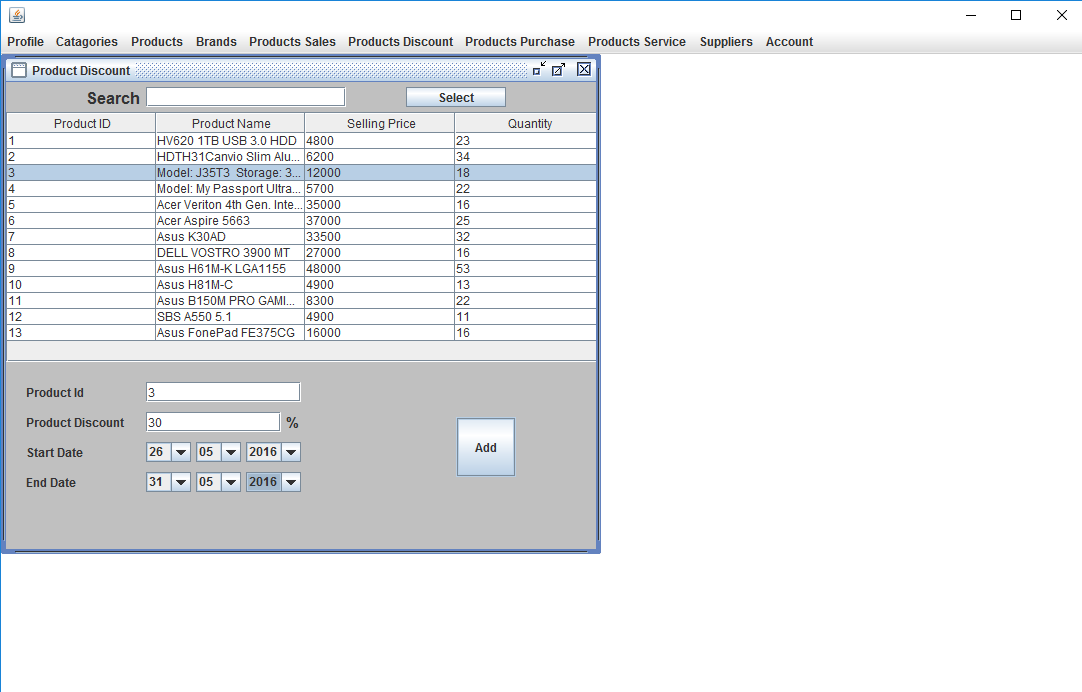 Profile Catagories Products Brands Products Sales Products Discount Products Purchase Products Service Suppliers Account
Product Discount
Search Select
Product ID Product Name Selling Price Quantity
1 HV620 1TB USB 3.0 HDD 4800 23
2 HDTH31Canvio Slim Alu... 6200 34
3 Model: J35T3 Storage: 3... 12000 18
4 Model: My Passport Ultra... 5700 22
5 Acer Veriton 4th Gen. Inte... 35000 16
6 Acer Aspire 5663 37000 25
7 Asus K30AD 33500 32
8 DELL VOSTRO 3900 MT 27000 16
9 Asus H61M-K LGA1155 48000 53
10 Asus H81M-C 4900 13
11 Asus B150M PRO GAMI... 8300 22
12 SBS A550 5.1 4900 11
13 Asus FonePad FE375CG 16000 16
Product Id 3
Product Discount 30 %
Start Date 26 05 2016
Add
End Date 31 05 2016